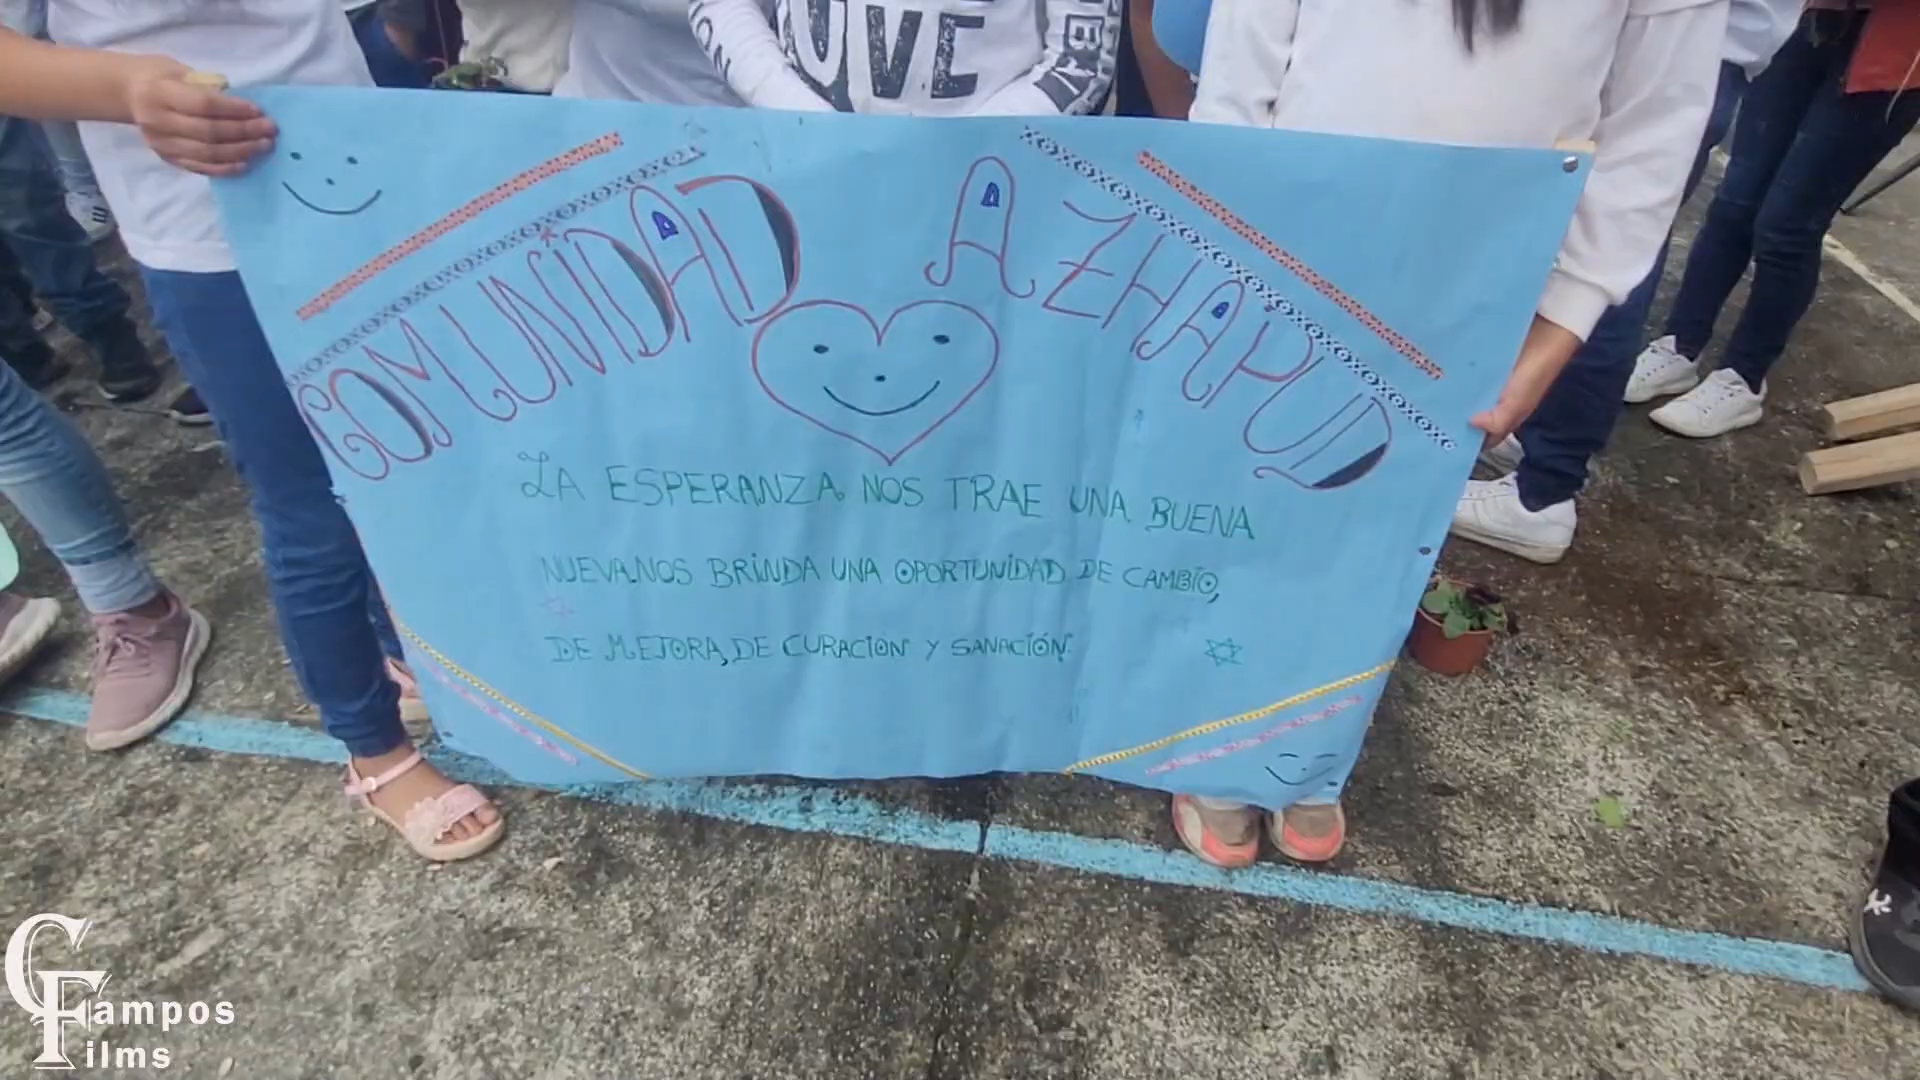 LOVE
COMUNIDAD AZHAPUD
LA ESPERANZA NOS TRAE UNA BUENA
NUEVA.NOS BRINDA UNA OPORTUNIDAD DE CAMBIO,
DE MEJORA, DE CURACION Y SANACIÓN.
Campos
Films